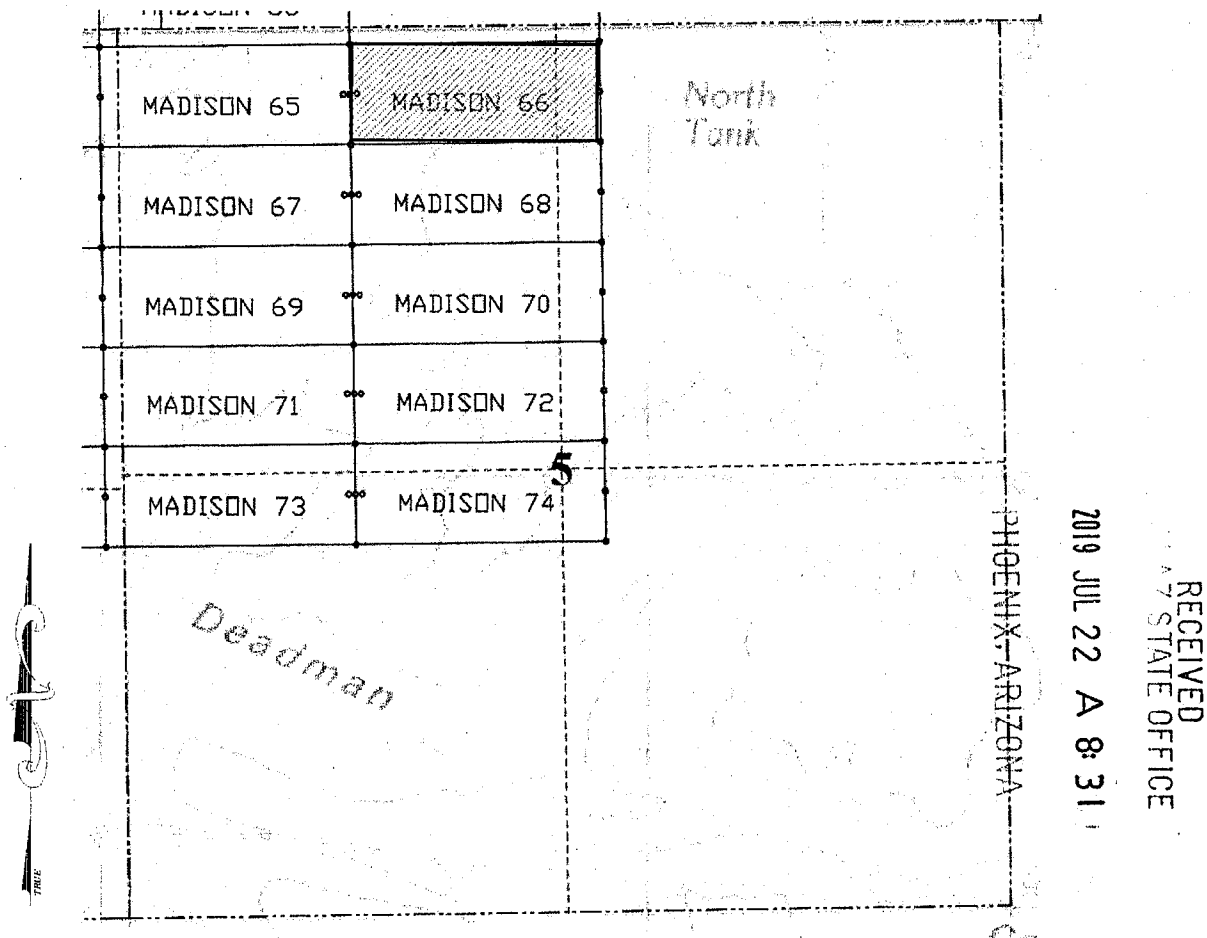 MADISON 65
MADISON 66
North
Tank
MADISON 67
MADISON 68
MADISON 69
MADISON 70
MADISON 71
MADISON 72
5
MADISON 73
MADISON 74
Deadman
TRUE
PHOENIX, ARIZONA
2019 JUL 22 A 8:31
RECEIVED
STATE OFFICE